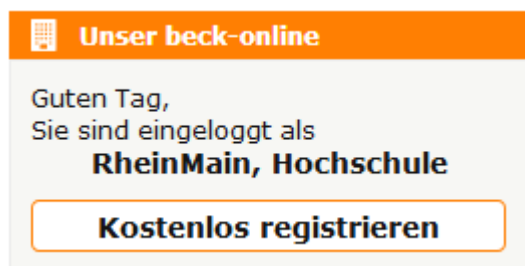 Unser beck-online
Guten Tag,
Sie sind eingeloggt als
RheinMain, Hochschule
Kostenlos registrieren